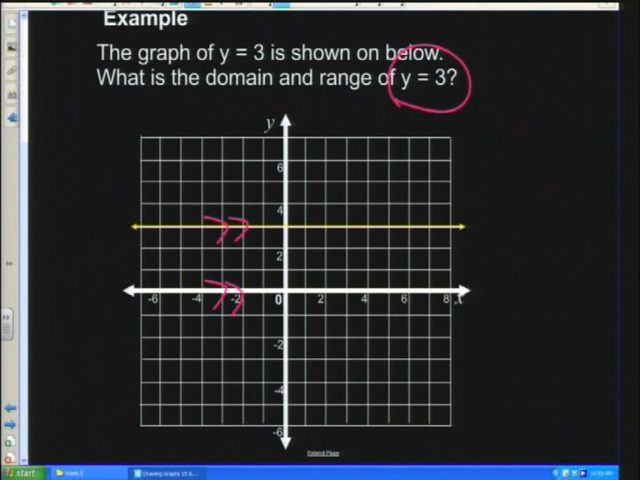 Example
The graph of y = 3 is shown on below.
What is the domain and range of y = 3?
y
6
4
2
-6 -4 -2 0 2 4 6 8 x
-2
-4
-6
Extend Page
start